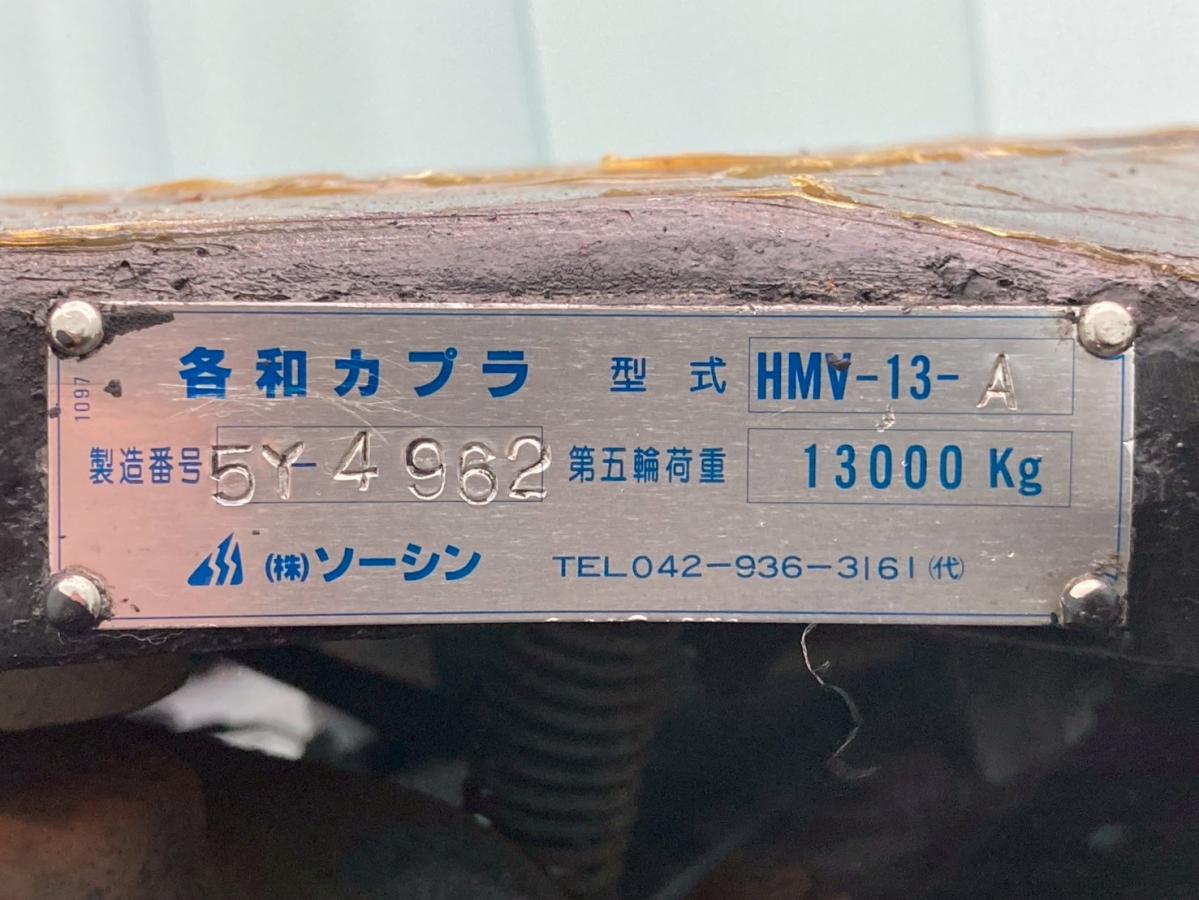 各和カプラ 型式 HMV-13-A
1097
製造番号 5Y-4962 第五輪荷重 13000 Kg
(株)ソーシン TEL042-936-3161(代)